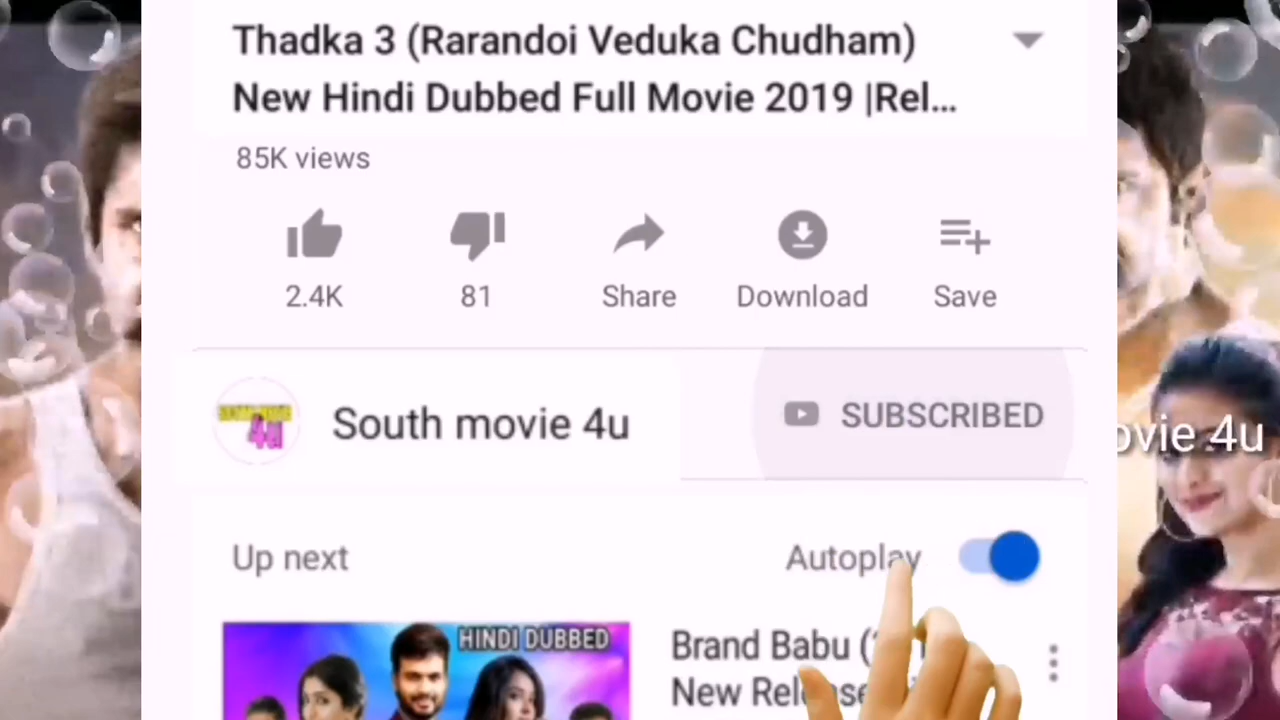 Thadka 3 (Rarandoi Veduka Chudham)
New Hindi Dubbed Full Movie 2019 |Rel...
85K views
2.4K
81
Share
Download
Save
4u
South movie 4u
SUBSCRIBED
ovie 4u
Up next
Autoplay
HINDI DUBBED
Brand Babu
New